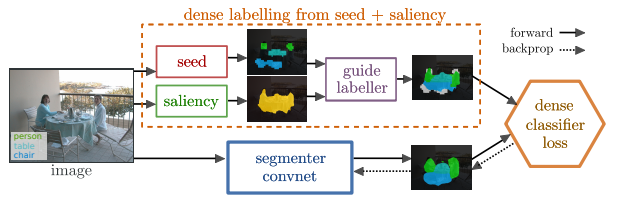 dense labelling from seed + saliency
forward
backprop
seed
saliency
guide
labeller
person
table
chair
image
segmenter
convnet
dense
classifier
loss